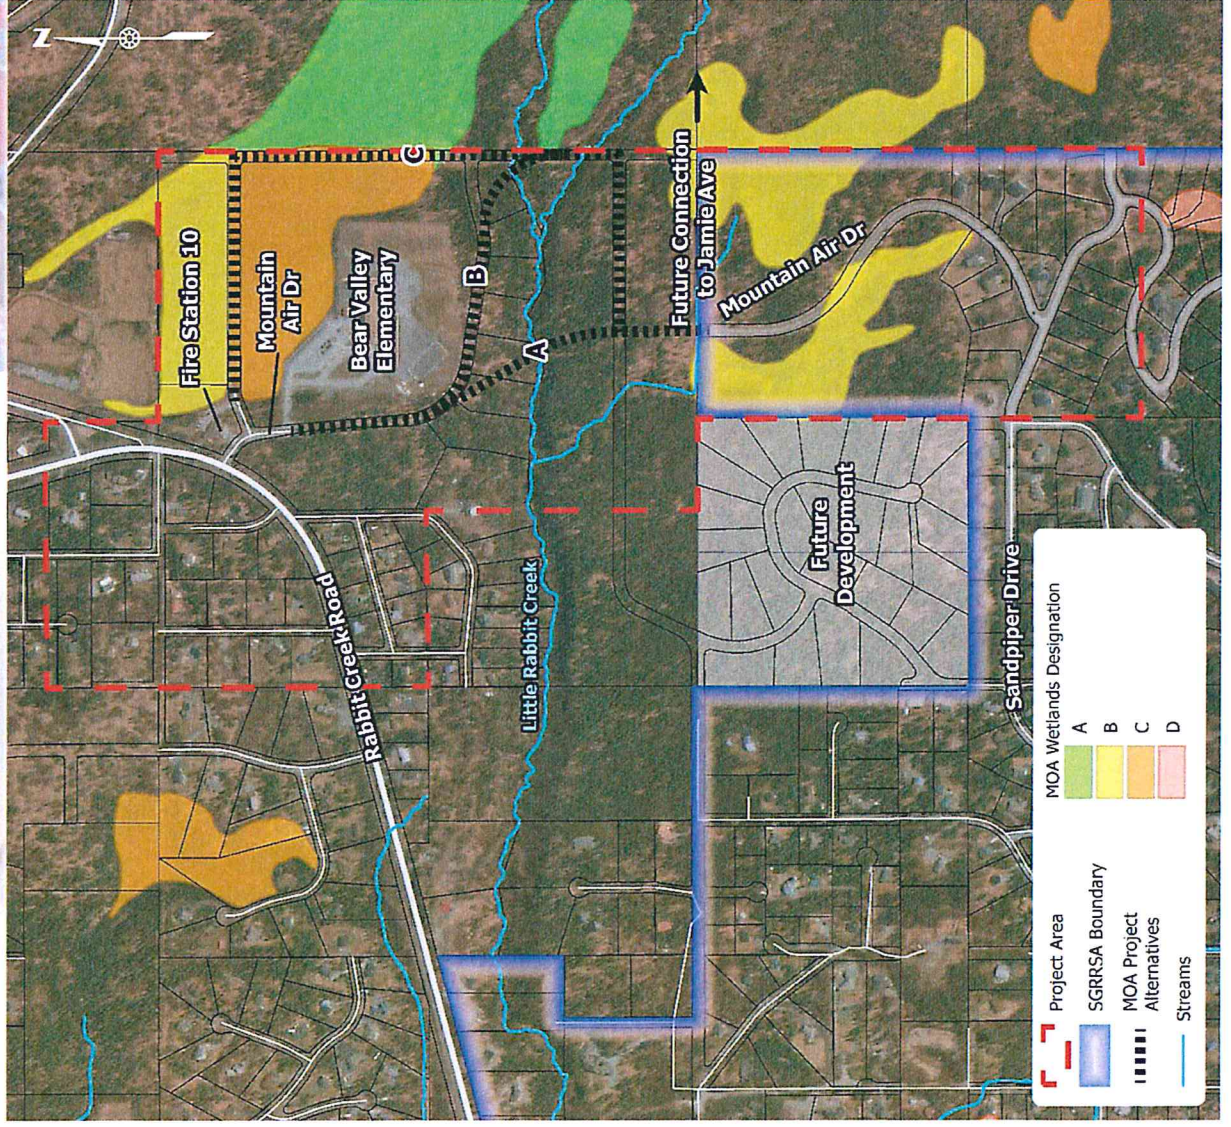 N
Fire Station 10
Mountain
Air Dr
Bear Valley
Elementary
C
B
A
Future Connection
to Jamie Ave
Mountain Air Dr
Rabbit Creek Road
Little Rabbit Creek
Future
Development
Sandpiper Drive
Project Area
SGRRSA Boundary
MOA Project
Alternatives
Streams
MOA Wetlands Designation
A
B
C
D